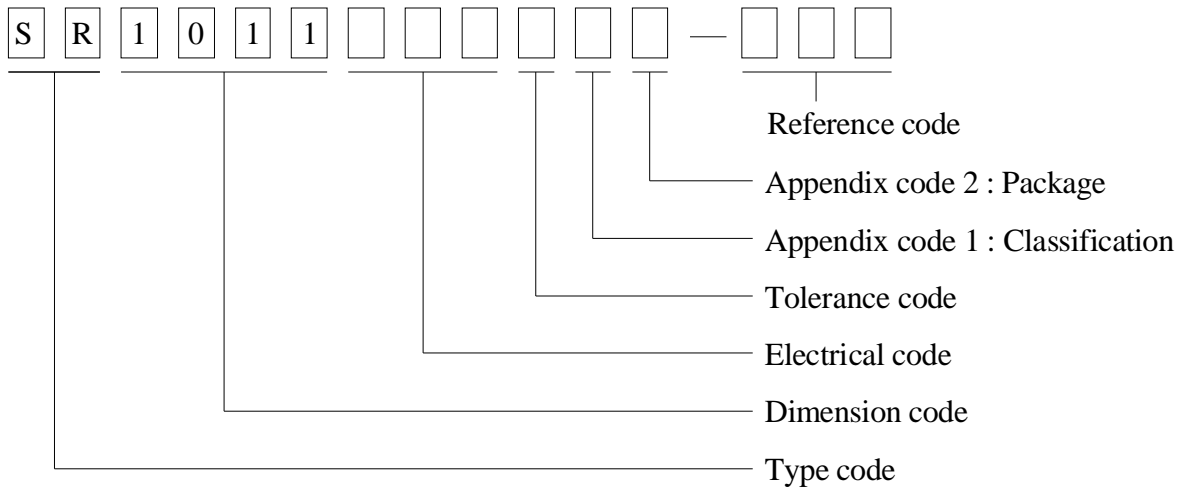 S R 1 0 1 1 —
Reference code
Appendix code 2 : Package
Appendix code 1 : Classification
Tolerance code
Electrical code
Dimension code
Type code